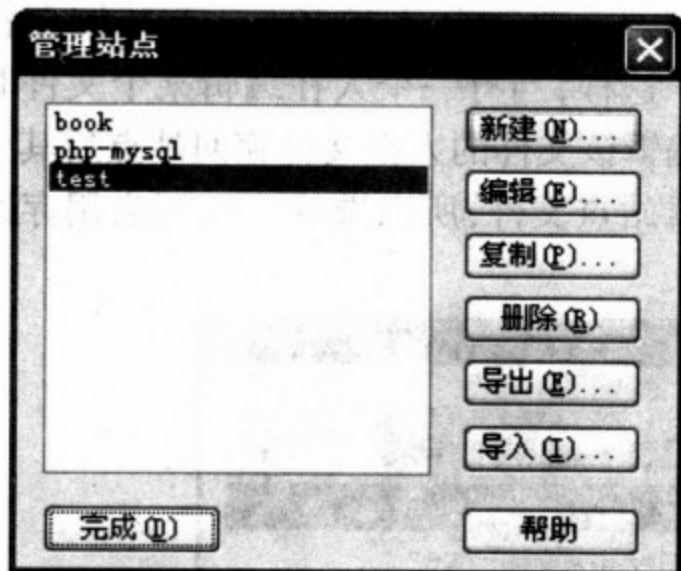 管理站点
book
php-mysql
test
新建(N)...
编辑(E)...
复制(P)...
删除(R)
导出(E)...
导入(I)...
完成(D)
帮助